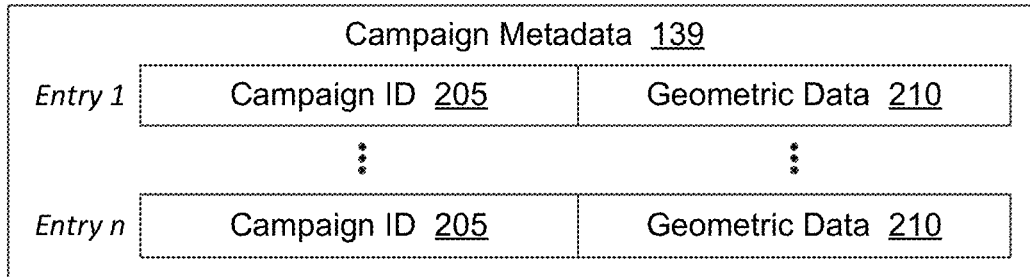 Campaign Metadata 139
Entry 1 Campaign ID 205 Geometric Data 210
Entry n Campaign ID 205 Geometric Data 210